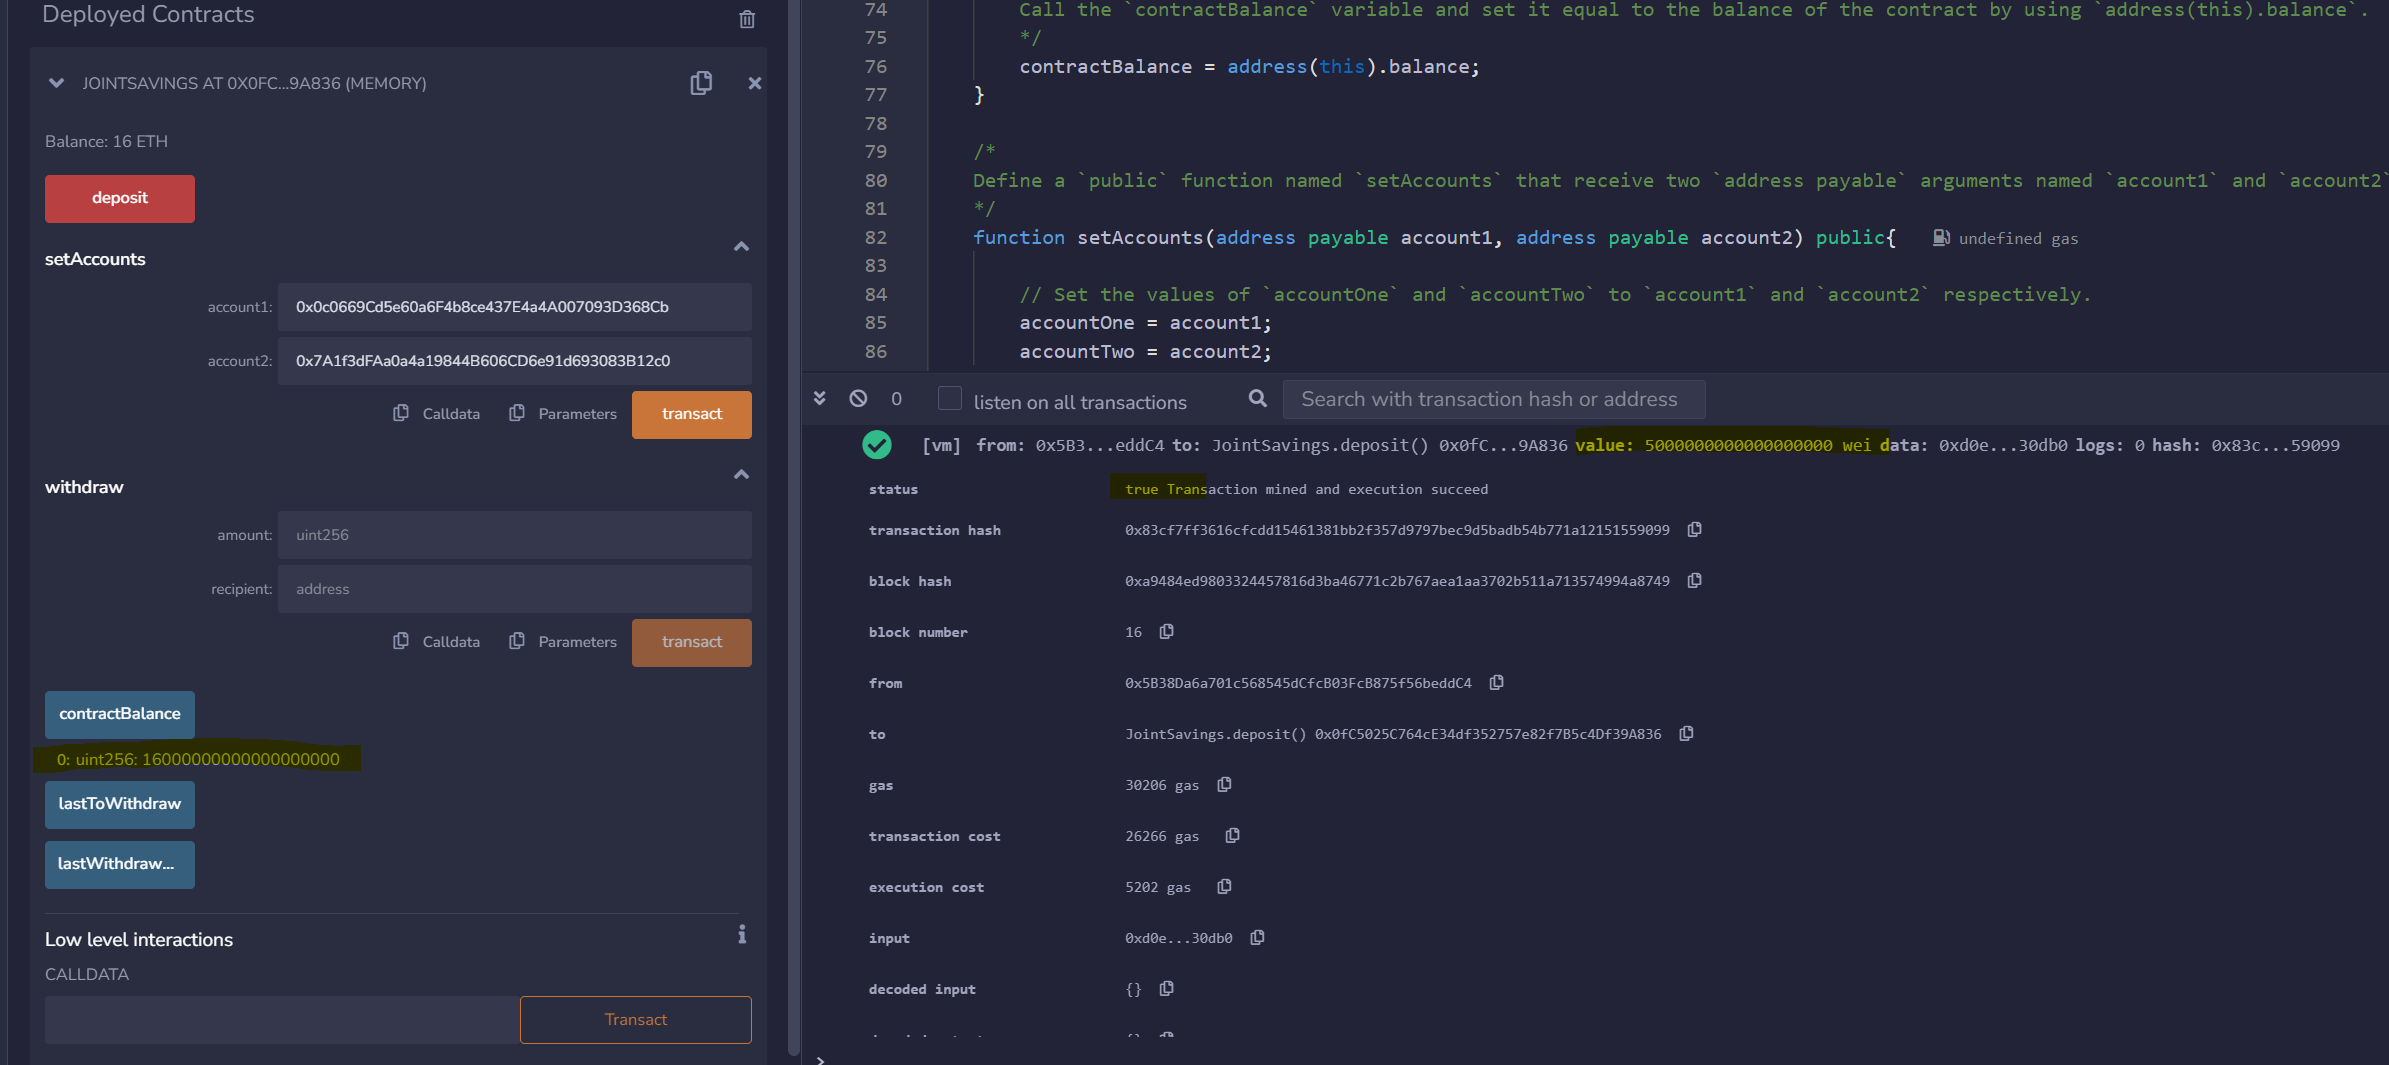 Deployed Contracts
JOINTSAVINGS AT 0X0FC...9A836 (MEMORY)
Balance: 16 ETH
deposit
setAccounts
account1: 0x0c0669Cd5e60a6F4b8ce437E4a4A007093D368Cb
account2: 0x7A1f3dFAa0a4a19844B606CD6e91d693083B12c0
Calldata Parameters transact
withdraw
amount: uint256
recipient: address
Calldata Parameters transact
contractBalance
0: uint256: 16000000000000000000
lastToWithdraw
lastWithdraw...
Low level interactions
CALLDATA
Transact
74 Call the `contractBalance` variable and set it equal to the balance of the contract by using `address(this).balance`.
75 */
76 contractBalance = address(this).balance;
77 }
78
79 /*
80 Define a `public` function named `setAccounts` that receive two `address payable` arguments named `account1` and `account2`
81 */
82 function setAccounts(address payable account1, address payable account2) public{ undefined gas
83
84 // Set the values of `accountOne` and `accountTwo` to `account1` and `account2` respectively.
85 accountOne = account1;
86 accountTwo = account2;
0 listen on all transactions Search with transaction hash or address
[vm] from: 0x5B3...eddC4 to: JointSavings.deposit() 0x0fC...9A836 value: 5000000000000000000 wei data: 0xd0e...30db0 logs: 0 hash: 0x83c...59099
status true Transaction mined and execution succeed
transaction hash 0x83cf7ff3616cfcdd15461381bb2f357d9797bec9d5badb54b771a12151559099
block hash 0xa9484ed9803324457816d3ba46771c2b767aea1aa3702b511a713574994a8749
block number 16
from 0x5B38Da6a701c568545dCfcB03FcB875f56beddC4
to JointSavings.deposit() 0x0fC5025C764cE34df352757e82f7B5c4Df39A836
gas 30206 gas
transaction cost 26266 gas
execution cost 5202 gas
input 0xd0e...30db0
decoded input {}
>